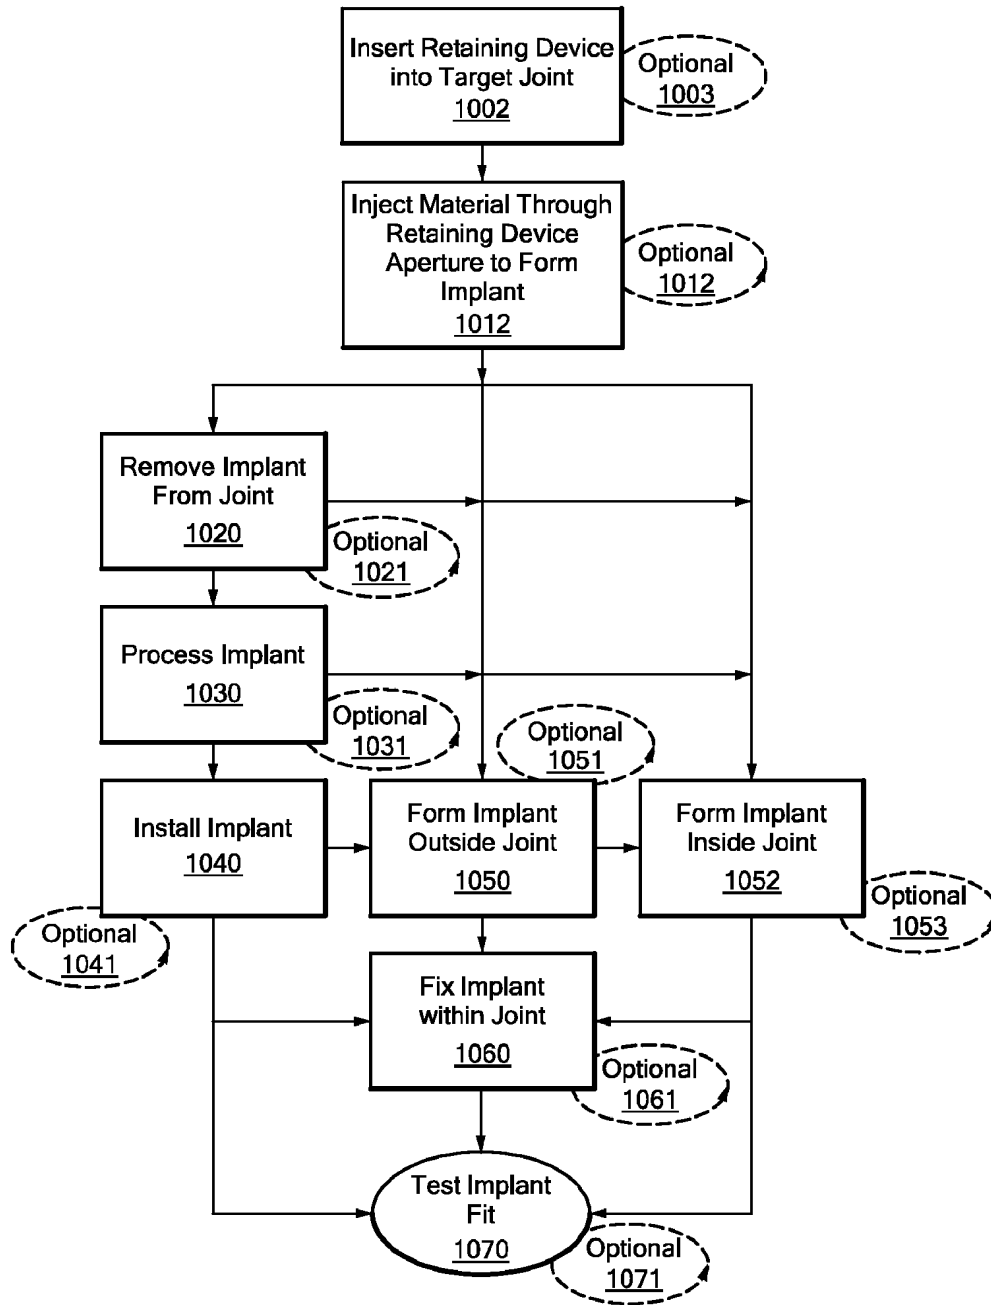 Insert Retaining Device
into Target Joint
1002
Optional
1003
Inject Material Through
Retaining Device
Aperture to Form
Implant
1012
Optional
1012
Remove Implant
From Joint
1020
Optional
1021
Process Implant
1030
Optional
1031
Optional
1051
Install Implant
1040
Optional
1041
Form Implant
Outside Joint
1050
Form Implant
Inside Joint
1052
Optional
1053
Fix Implant
within Joint
1060
Optional
1061
Test Implant
Fit
1070
Optional
1071